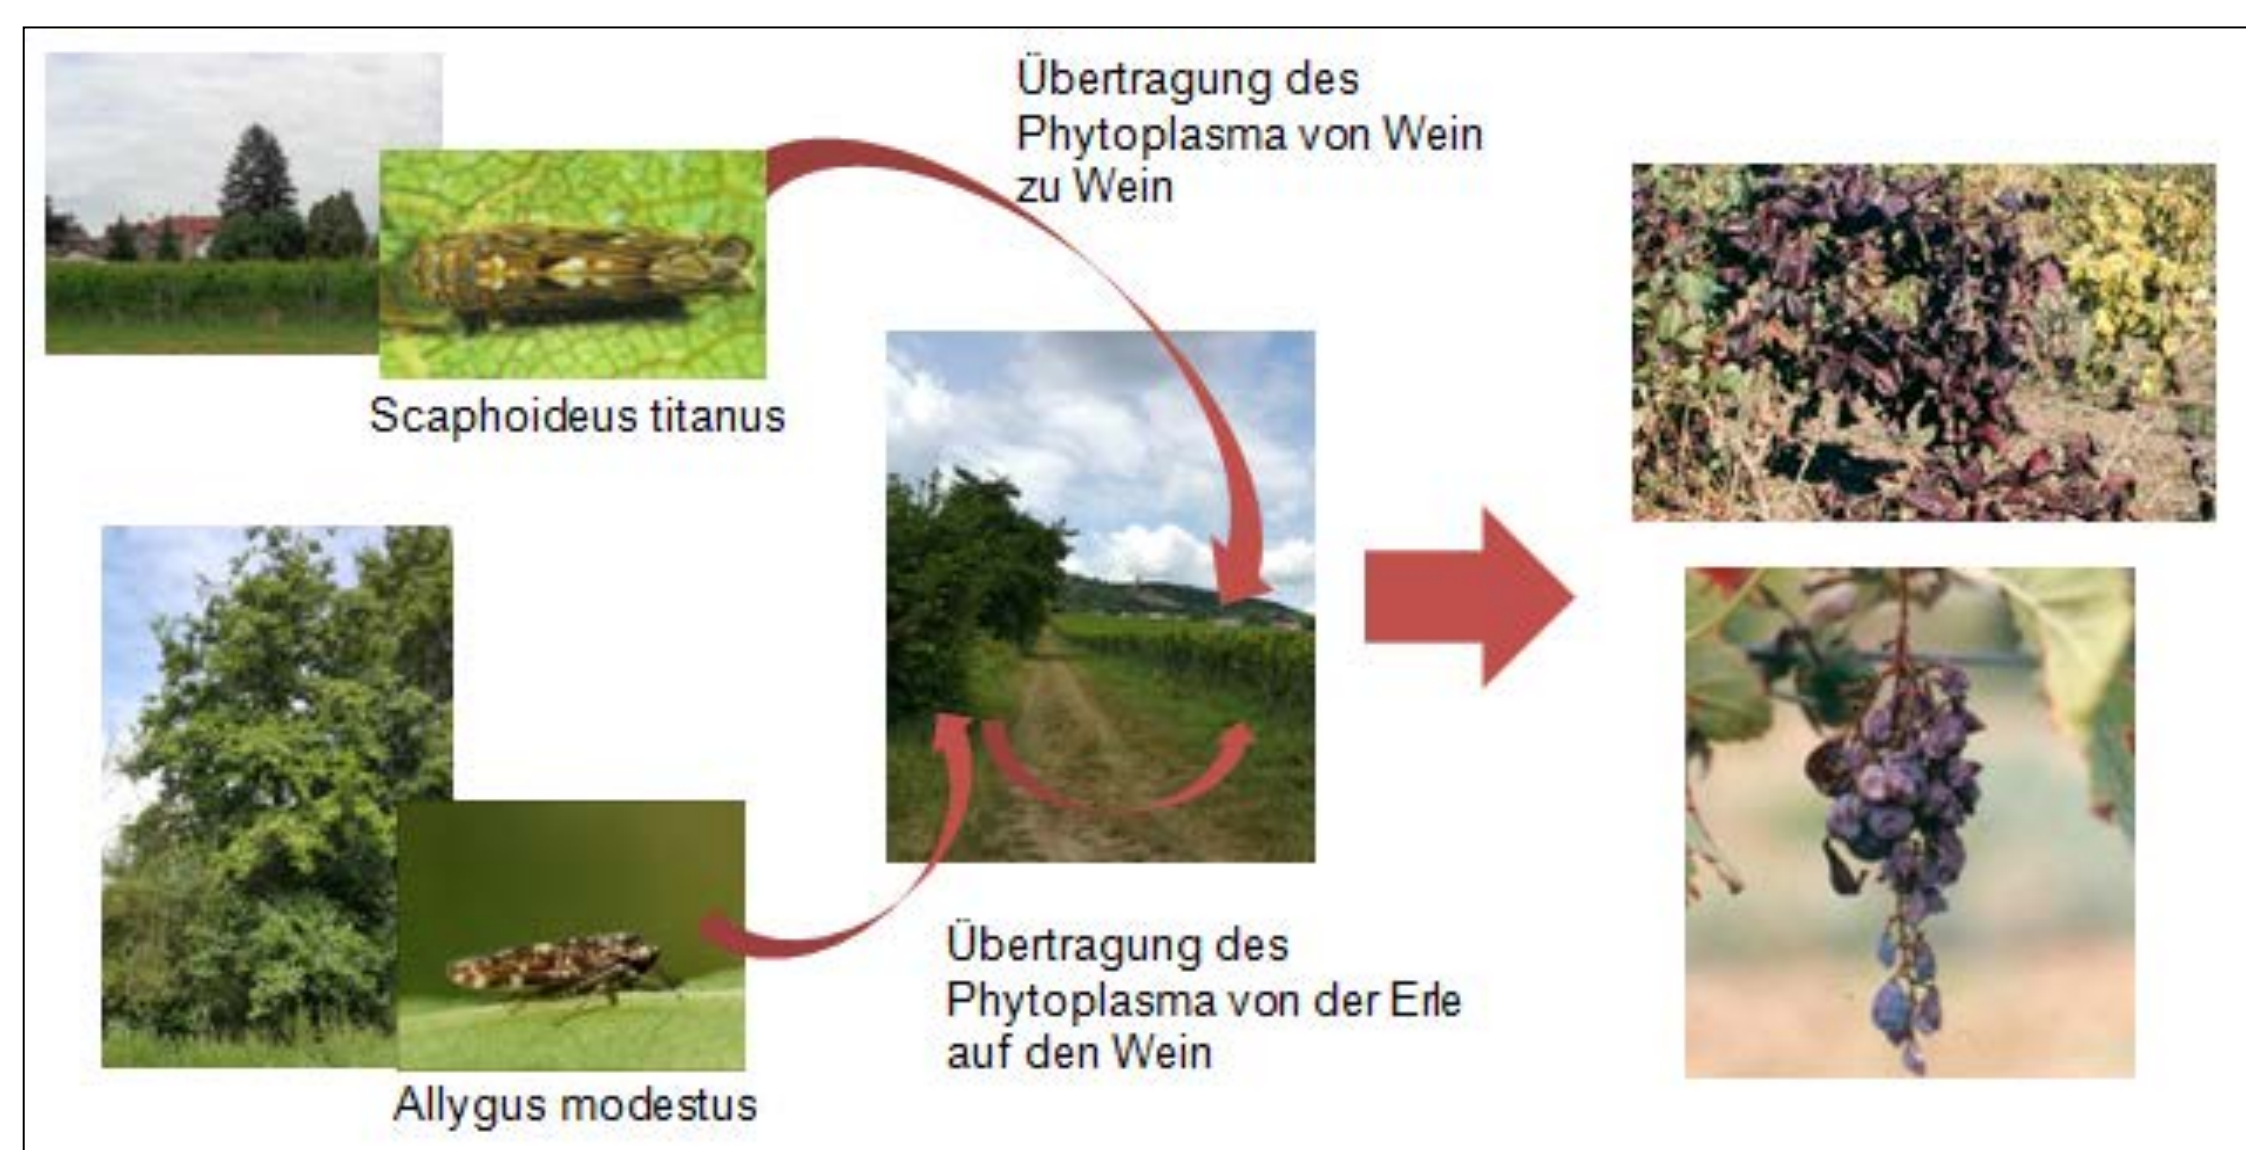 Übertragung des
Phytoplasma von Wein
zu Wein
Scaphoideus titanus
Übertragung des
Phytoplasma von der Erle
auf den Wein
Allygus modestus